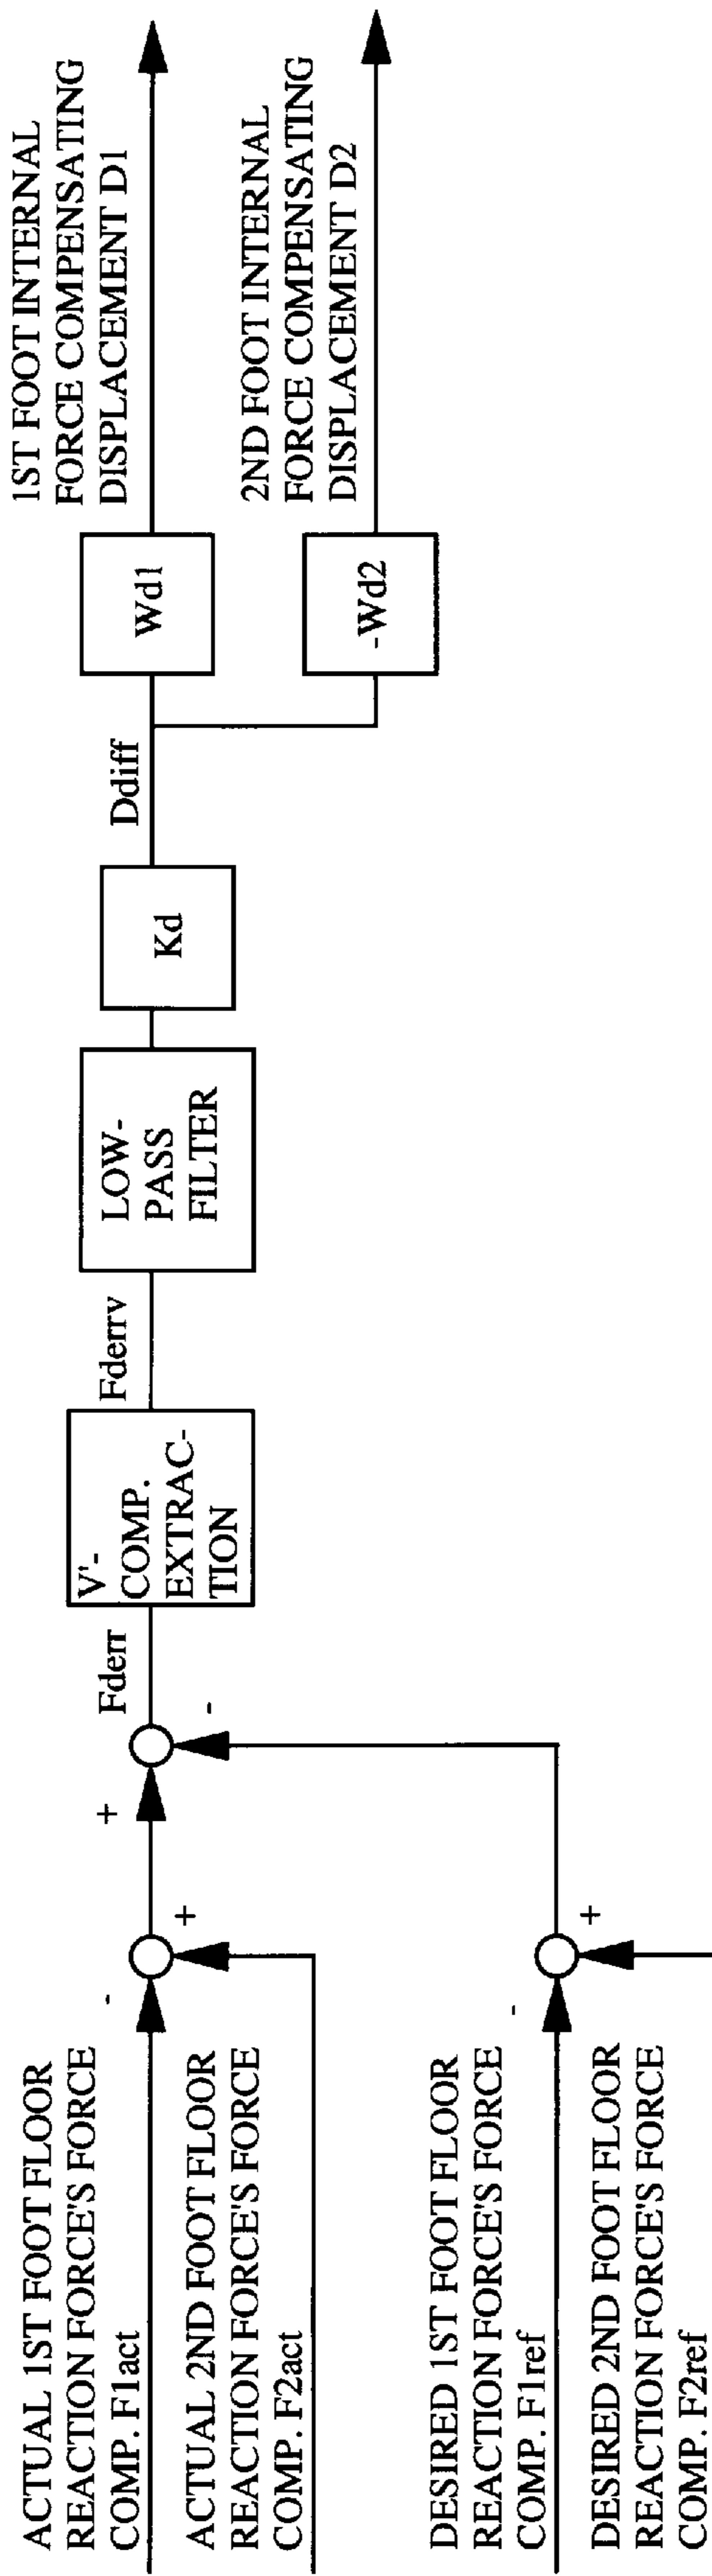 ACTUAL 1ST FOOT FLOOR
REACTION FORCE'S FORCE
COMP. F1act
ACTUAL 2ND FOOT FLOOR
REACTION FORCE'S FORCE
COMP. F2act
DESIRED 1ST FOOT FLOOR
REACTION FORCE'S FORCE
COMP. F1ref
DESIRED 2ND FOOT FLOOR
REACTION FORCE'S FORCE
COMP. F2ref
-
+
-
+
+
-
Fderr
V'-
COMP.
EXTRAC-
TION
Fderrv
LOW-
PASS
FILTER
Kd
Ddiff
Wd1
-Wd2
1ST FOOT INTERNAL
FORCE COMPENSATING
DISPLACEMENT D1
2ND FOOT INTERNAL
FORCE COMPENSATING
DISPLACEMENT D2